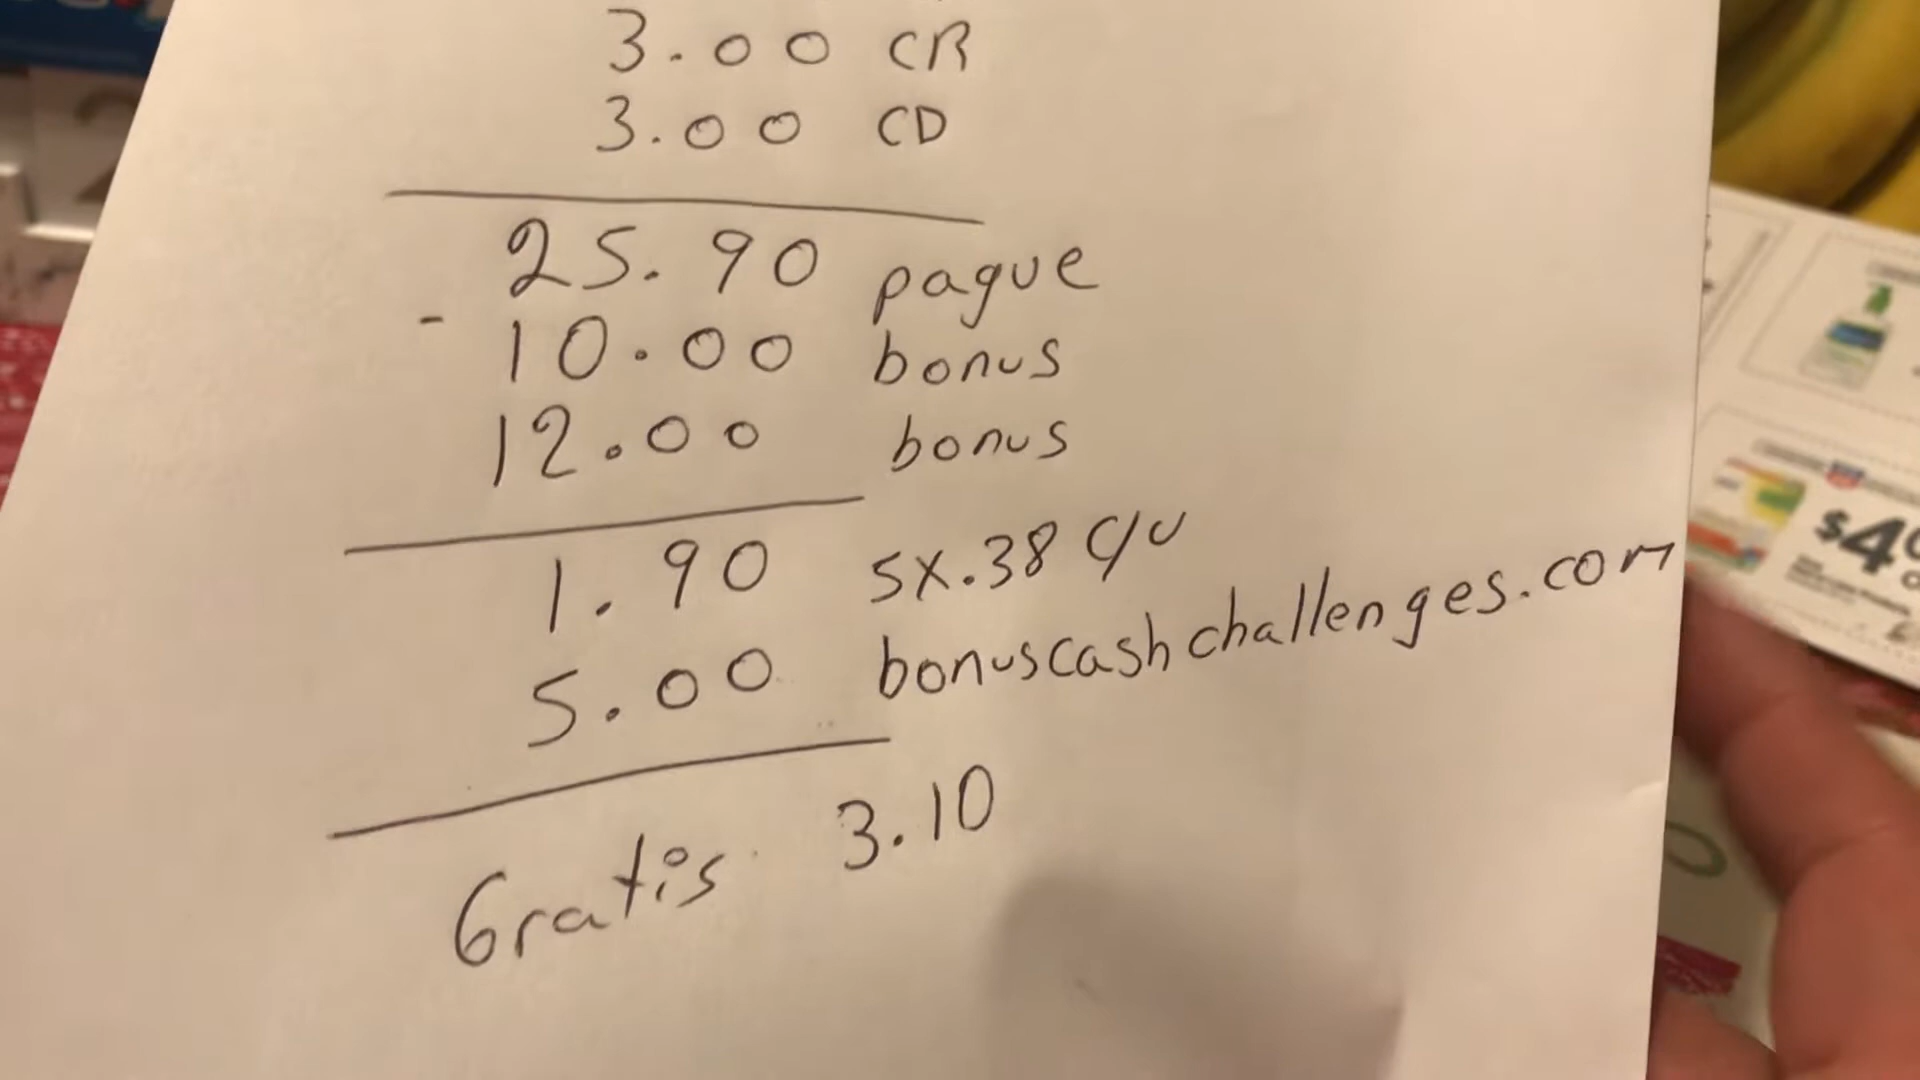 3.00 CR
3.00 CD
25.90 pague
- 10.00 bonus
12.00 bonus
1.90 5x.38 c/u
5.00 bonuscashchallenges.com
Gratis 3.10
$4